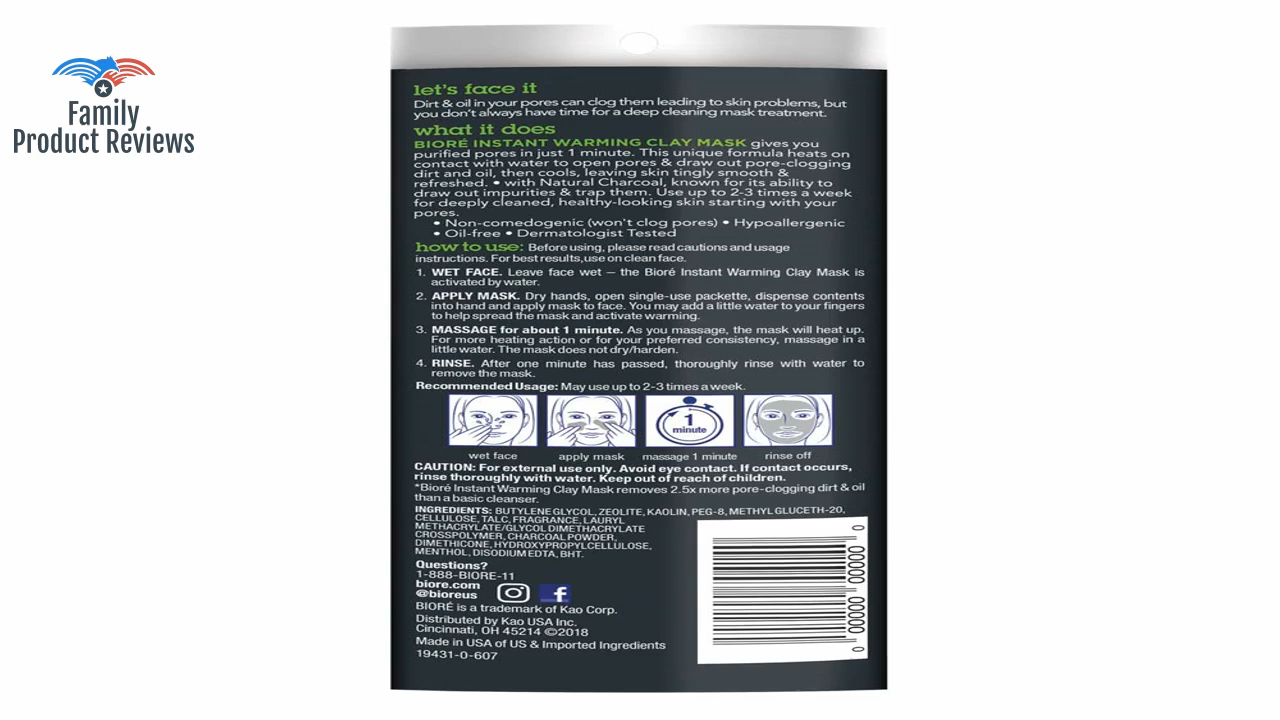 Family
Product Reviews
let's face it
Dirt & oil in your pores can clog them leading to skin problems, but
you don't always have time for a deep cleaning mask treatment.
what it does
BIORÉ INSTANT WARMING CLAY MASK gives you
purified pores in just 1 minute. This unique formula heats on
contact with water to open pores & draw out pore-clogging
dirt and oil, then cools, leaving skin tingly smooth &
refreshed. • with Natural Charcoal, known for its ability to
draw out impurities & trap them. Use up to 2-3 times a week
for deeply cleaned, healthy-looking skin starting with your
pores.
• Non-comedogenic (won't clog pores) • Hypoallergenic
• Oil-free • Dermatologist Tested
how to use: Before using, please read cautions and usage
instructions. For best results, use on clean face.
1. WET FACE. Leave face wet – the Bioré Instant Warming Clay Mask is
activated by water.
2. APPLY MASK. Dry hands, open single-use packette, dispense contents
into hand and apply mask to face. You may add a little water to your fingers
to help spread the mask and activate warming.
3. MASSAGE for about 1 minute. As you massage, the mask will heat up.
For more heating action or for your preferred consistency, massage in a
little water. The mask does not dry/harden.
4. RINSE. After one minute has passed, thoroughly rinse with water to
remove the mask.
Recommended Usage: May use up to 2-3 times a week.
1
minute
wet face apply mask massage 1 minute rinse off
CAUTION: For external use only. Avoid eye contact. If contact occurs,
rinse thoroughly with water. Keep out of reach of children.
*Bioré Instant Warming Clay Mask removes 2.5x more pore-clogging dirt & oil
than a basic cleanser.
INGREDIENTS: BUTYLENE GLYCOL, ZEOLITE, KAOLIN, PEG-8, METHYL GLUCETH-20,
CELLULOSE, TALC, FRAGRANCE, LAURYL
METHACRYLATE/GLYCOL DIMETHACRYLATE
CROSSPOLYMER, CHARCOAL POWDER,
DIMETHICONE, HYDROXYPROPYLCELLULOSE,
MENTHOL, DISODIUM EDTA, BHT.
Questions?
1-888-BIORE-11
biore.com
@bioreus
BIORÉ is a trademark of Kao Corp.
Distributed by Kao USA Inc.
Cincinnati, OH 45214 ©2018
Made in USA of US & Imported Ingredients
19431-0-607
0 00000 00000 0